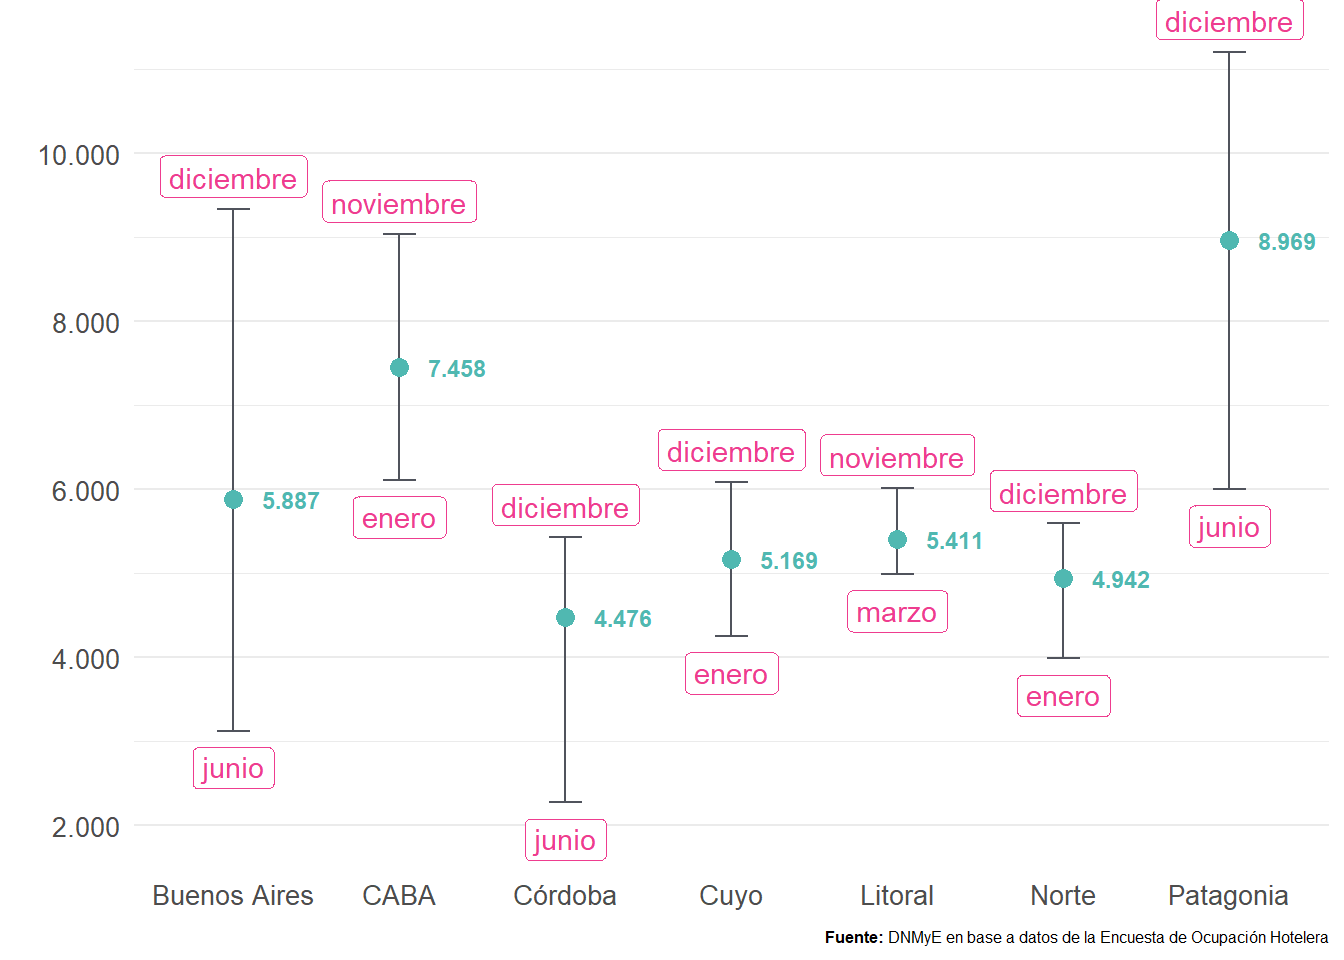 diciembre
10.000
diciembre
noviembre
8.969
8.000
7.458
diciembre
noviembre
6.000
5.887
diciembre
diciembre
enero
junio
5.411
5.169
4.942
4.476
marzo
4.000
enero
enero
junio
2.000
junio
Buenos Aires CABA Córdoba Cuyo Litoral Norte Patagonia
Fuente: DNMyE en base a datos de la Encuesta de Ocupación Hotelera